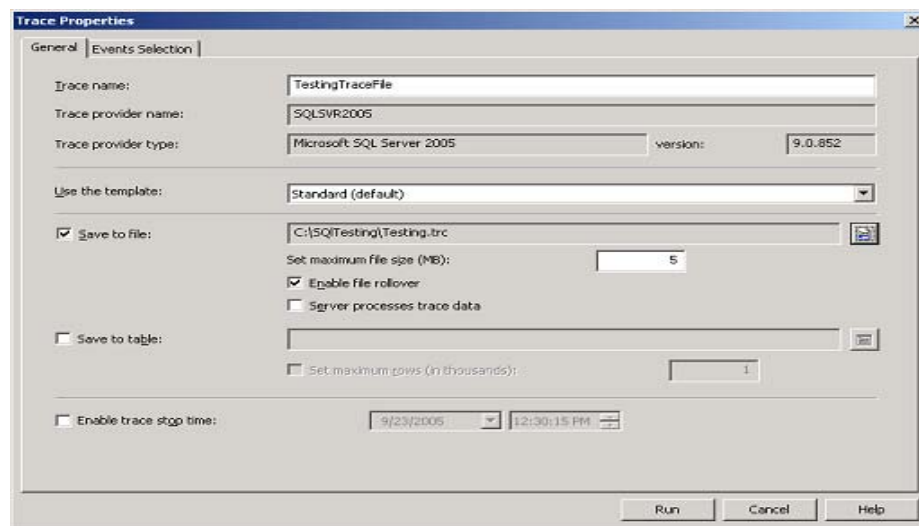 Trace Properties
General Events Selection
Trace name: TestingTraceFile
Trace provider name: SQLSVR2005
Trace provider type: Microsoft SQL Server 2005 version: 9.0.852
Use the template: Standard (default)
Save to file: C:\SQlTesting\Testing.trc
Set maximum file size (MB): 5
Enable file rollover
Server processes trace data
Save to table:
Set maximum rows (in thousands): 1
Enable trace stop time: 9/23/2005 12:30:15 PM
Run Cancel Help